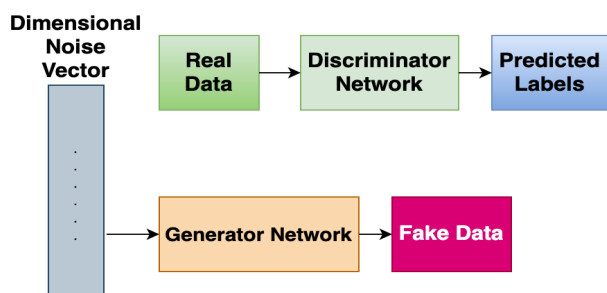 Dimensional
Noise
Vector
Real
Data
Discriminator
Network
Predicted
Labels
Generator Network
Fake Data